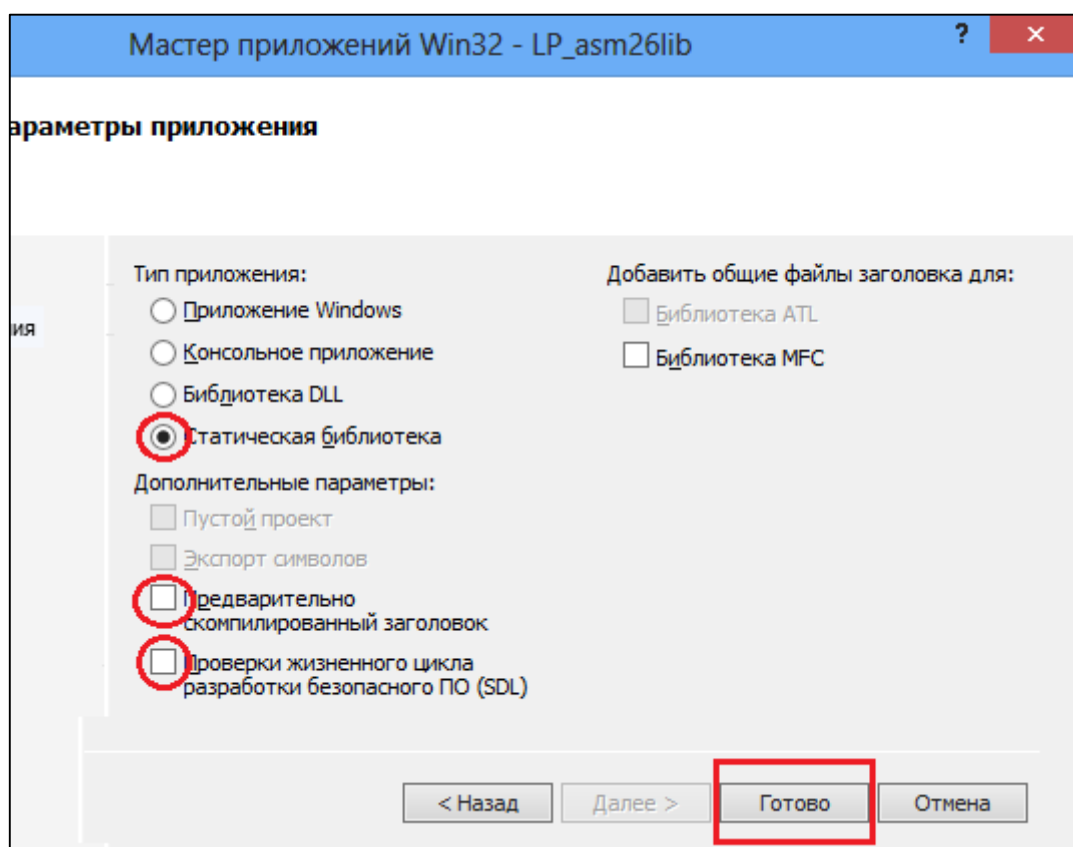 Мастер приложений Win32 - LP_asm26lib
?
араметры приложения
ия
Тип приложения:
Приложение Windows
Консольное приложение
Библиотека DLL
Статическая библиотека
Дополнительные параметры:
Пустой проект
Экспорт символов
Предварительно
скомпилированный заголовок
Проверки жизненного цикла
разработки безопасного ПО (SDL)
Добавить общие файлы заголовка для:
Библиотека ATL
Библиотека MFC
< Назад
Далее >
Готово
Отмена